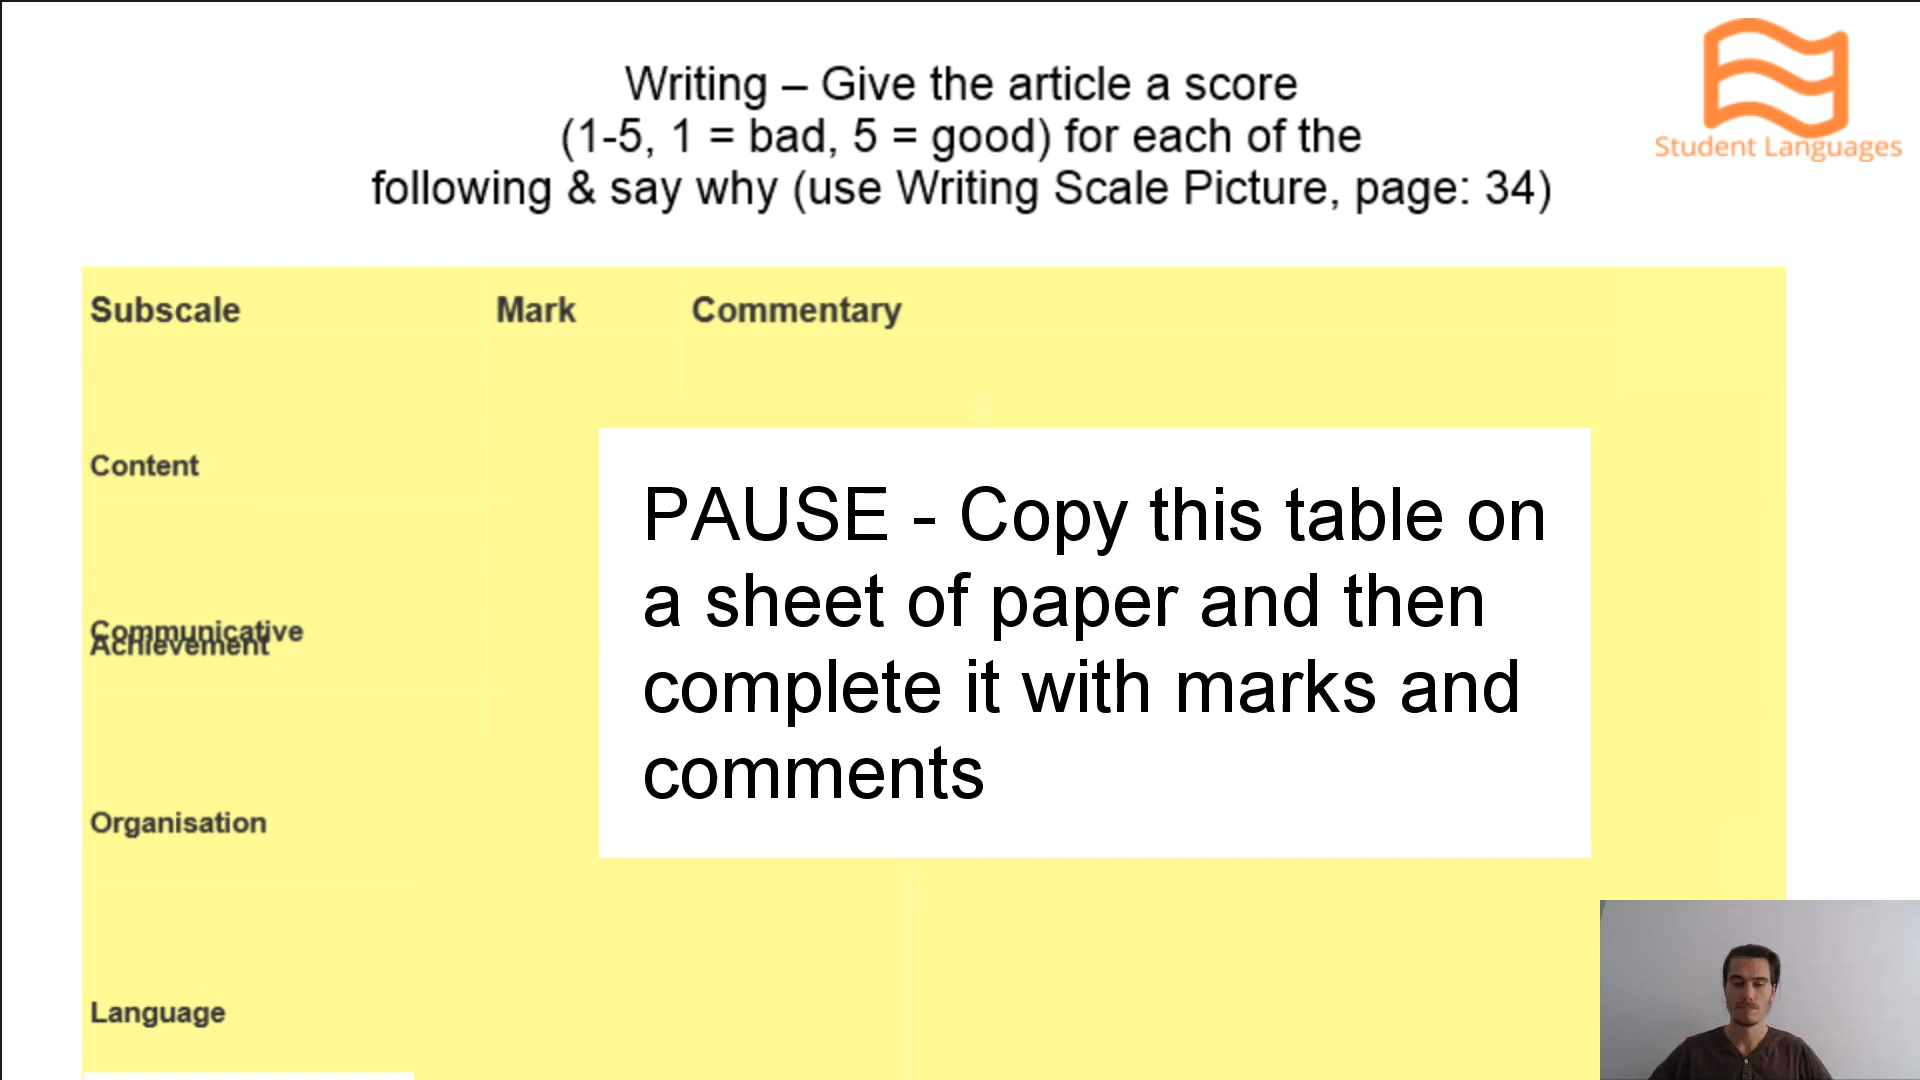 Writing – Give the article a score
(1-5, 1 = bad, 5 = good) for each of the
following & say why (use Writing Scale Picture, page: 34)
Student Languages
Subscale Mark Commentary
Content
PAUSE - Copy this table on
a sheet of paper and then
complete it with marks and
comments
Communicative
Achievement
Organisation
Language